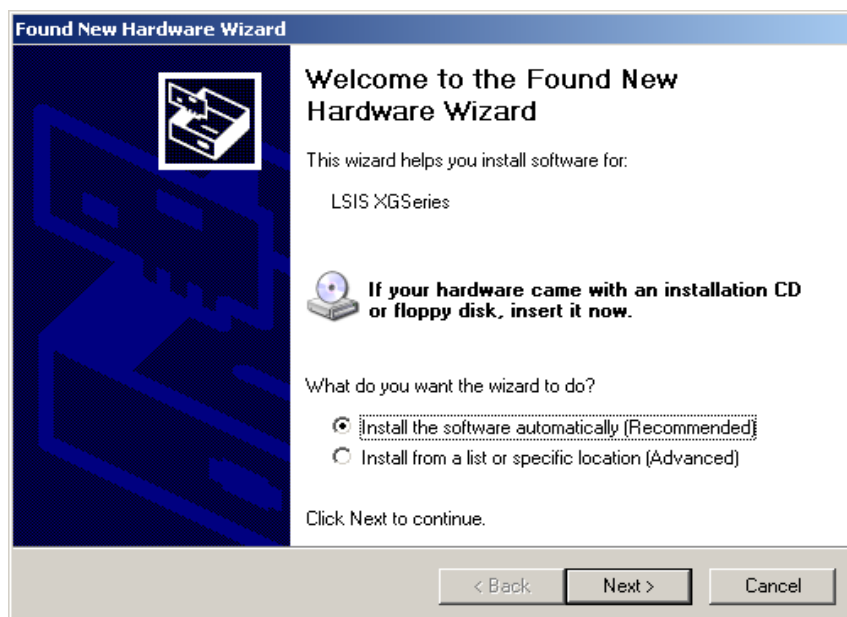 Found New Hardware Wizard
Welcome to the Found New
Hardware Wizard
This wizard helps you install software for:
LSIS XGSeries
If your hardware came with an installation CD
or floppy disk, insert it now.
What do you want the wizard to do?
Install the software automatically (Recommended)
Install from a list or specific location (Advanced)
Click Next to continue.
< Back
Next >
Cancel